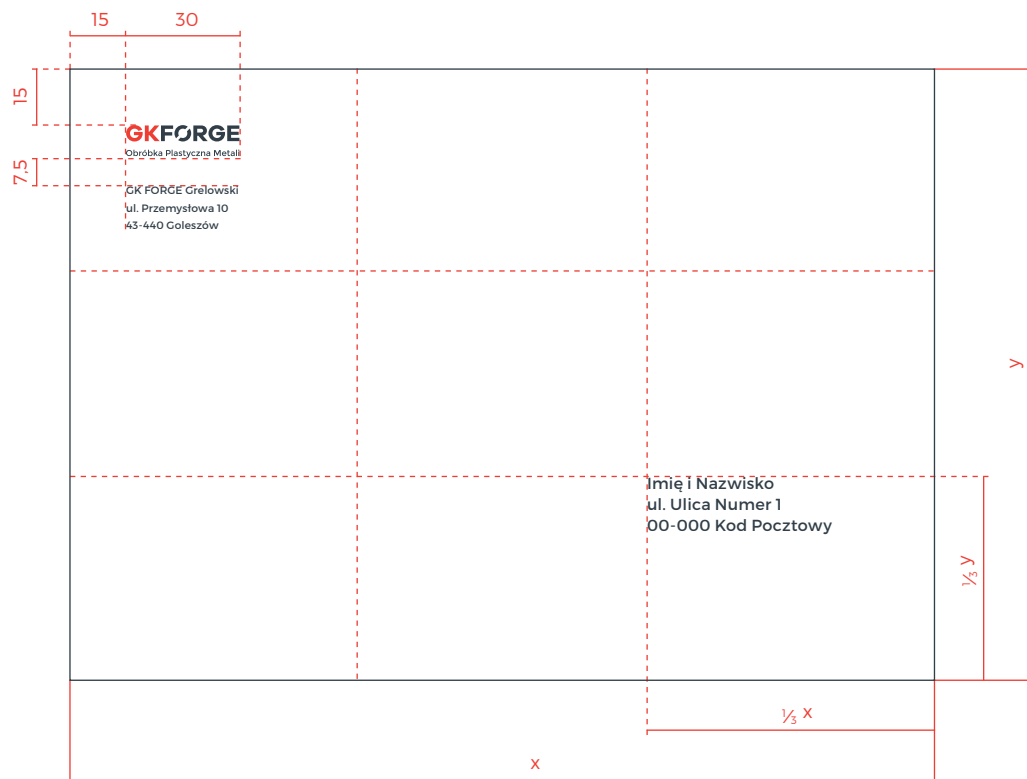 15 30
15
GKFORGE
Obróbka Plastyczna Metali
7,5
GK FORGE Grelowski
ul. Przemysłowa 10
43-440 Goleszów
y
Imię i Nazwisko
ul. Ulica Numer 1
00-000 Kod Pocztowy
⅓ y
⅓ x
x